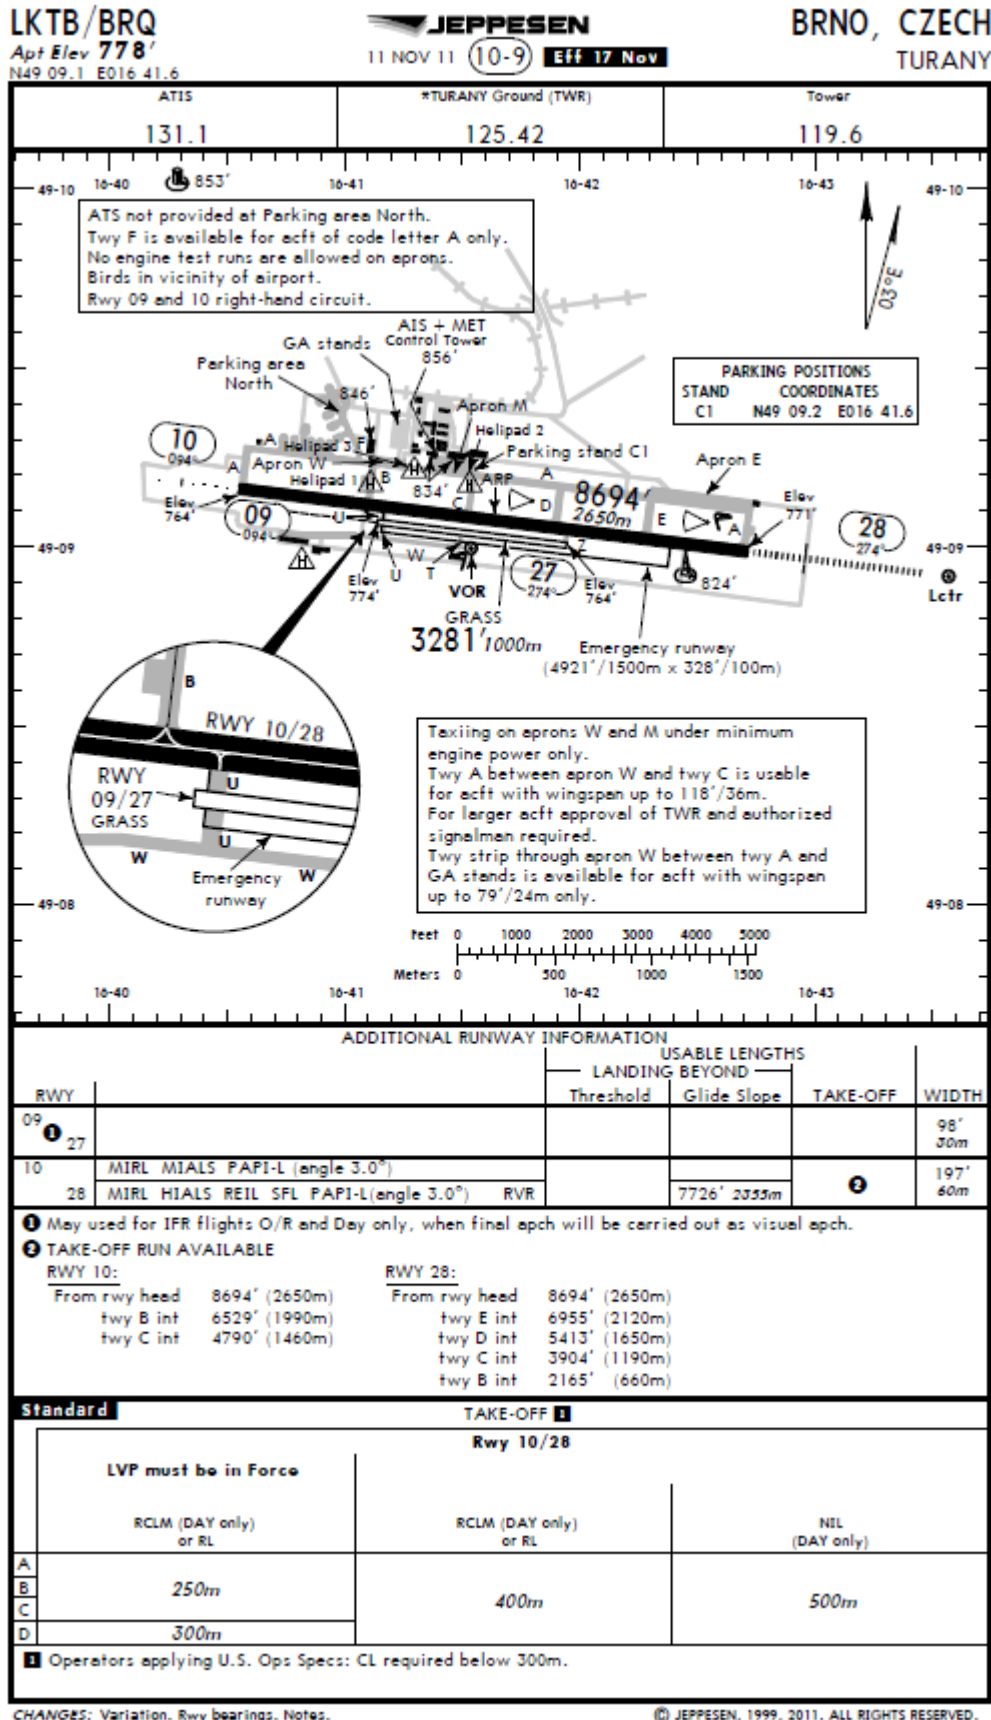 LKTB/BRQ
Apt Elev 778'
N49 09.1 E016 41.6
JEPPESEN
11 NOV 11 10-9 Eff 17 Nov
BRNO, CZECH
TURANY
ATIS
131.1
*TURANY Ground (TWR)
125.42
Tower
119.6
49-10 16-40 853' 16-41 16-42 16-43 49-10
ATS not provided at Parking area North.
Twy F is available for acft of code letter A only.
No engine test runs are allowed on aprons.
Birds in vicinity of airport.
Rwy 09 and 10 right-hand circuit.
03°E
AIS + MET
Control Tower
856'
GA stands
Parking area
North
846'
PARKING POSITIONS
STAND COORDINATES
C1 N49 09.2 E016 41.6
Apron M
Helipad 2
Parking stand C1
Helipad 3
F
A
Apron W
Helipad 1
B
834'
C
ARP
A
D
8694'
2650m
Apron E
E
A
Elev
771'
10
094°
A
Elev
764'
09
094°
U
28
274°
49-09
49-09
Lctr
Elev
774'
U
W
T
VOR
27
274°
Z
Elev
764'
824'
GRASS
3281' 1000m
Emergency runway
(4921'/1500m x 328'/100m)
B
RWY 10/28
RWY
09/27
GRASS
U
U
W
Emergency
runway
W
Taxiing on aprons W and M under minimum
engine power only.
Twy A between apron W and twy C is usable
for acft with wingspan up to 118'/36m.
For larger acft approval of TWR and authorized
signalman required.
Twy strip through apron W between twy A and
GA stands is available for acft with wingspan
up to 79'/24m only.
49-08
49-08
Feet 0 1000 2000 3000 4000 5000
Meters 0 500 1000 1500
16-40 16-41 16-42 16-43
ADDITIONAL RUNWAY INFORMATION
USABLE LENGTHS
LANDING BEYOND
RWY Threshold Glide Slope TAKE-OFF WIDTH
09 1 27 98'
30m
10 MIRL MIALS PAPI-L (angle 3.0°)
28 MIRL HIALS REIL SFL PAPI-L(angle 3.0°) RVR 7726' 2355m 2 197'
60m
1 May used for IFR flights O/R and Day only, when final apch will be carried out as visual apch.
2 TAKE-OFF RUN AVAILABLE
RWY 10:
From rwy head 8694' (2650m)
twy B int 6529' (1990m)
twy C int 4790' (1460m)
RWY 28:
From rwy head 8694' (2650m)
twy E int 6955' (2120m)
twy D int 5413' (1650m)
twy C int 3904' (1190m)
twy B int 2165' (660m)
Standard TAKE-OFF 1
Rwy 10/28
LVP must be in Force
RCLM (DAY only)
or RL
RCLM (DAY only)
or RL
NIL
(DAY only)
A
B
C
250m
D
300m
400m
500m
1 Operators applying U.S. Ops Specs: CL required below 300m.
CHANGES: Variation. Rwy bearings. Notes.
© JEPPESEN, 1999, 2011. ALL RIGHTS RESERVED.